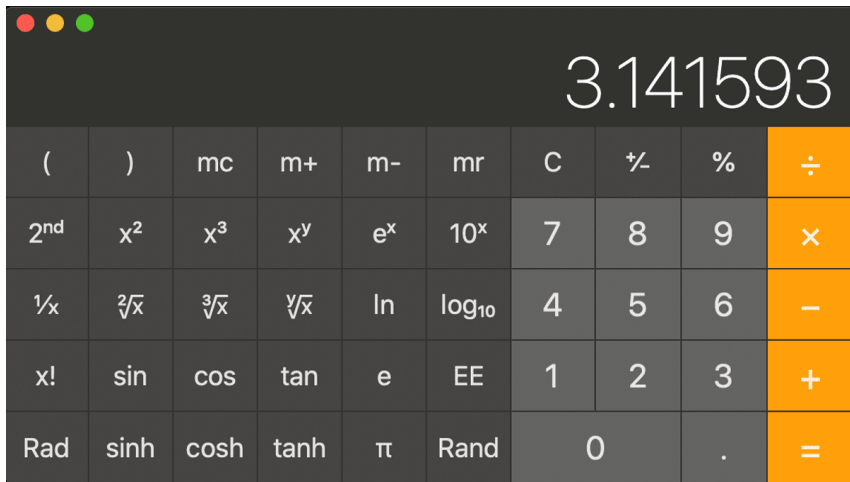 3.141593
( ) mc m+ m- mr C ⁺∕₋ % ÷
2ⁿᵈ x² x³ xʸ eˣ 10ˣ 7 8 9 ×
¹∕x ²√x ³√x ʸ√x ln log₁₀ 4 5 6 −
x! sin cos tan e EE 1 2 3 +
Rad sinh cosh tanh π Rand 0 . =